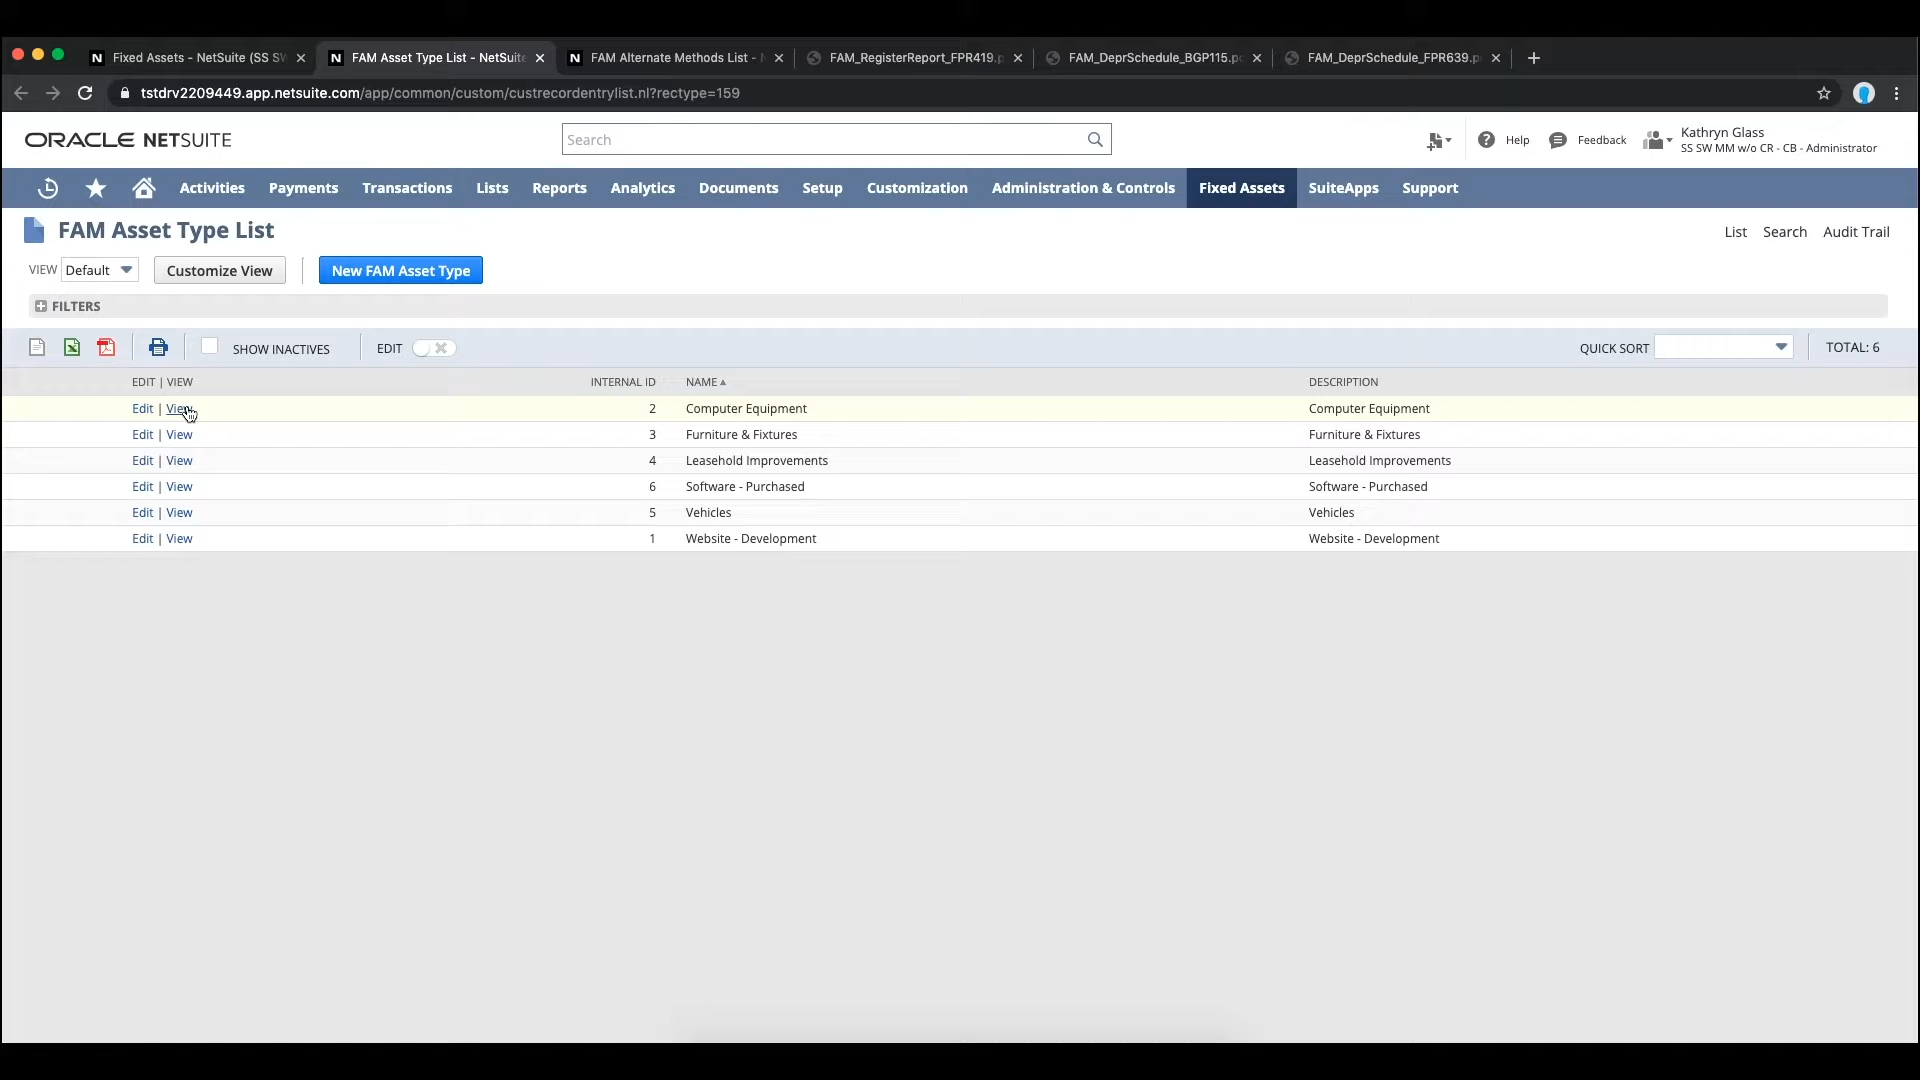 Fixed Assets - NetSuite (SS SW
FAM Asset Type List - NetSuite
FAM Alternate Methods List -
FAM_RegisterReport_FPR419.p
FAM_DeprSchedule_BGP115.pd
FAM_DeprSchedule_FPR639.p
tstdrv2209449.app.netsuite.com/app/common/custom/custrecordentrylist.nl?rectype=159
ORACLE NETSUITE
Search
Help
Feedback
Kathryn Glass
SS SW MM w/o CR - CB - Administrator
Activities
Payments
Transactions
Lists
Reports
Analytics
Documents
Setup
Customization
Administration & Controls
Fixed Assets
SuiteApps
Support
FAM Asset Type List
List
Search
Audit Trail
VIEW Default
Customize View
New FAM Asset Type
FILTERS
SHOW INACTIVES
EDIT
QUICK SORT
TOTAL: 6
EDIT | VIEW INTERNAL ID NAME DESCRIPTION
Edit | View 2 Computer Equipment Computer Equipment
Edit | View 3 Furniture & Fixtures Furniture & Fixtures
Edit | View 4 Leasehold Improvements Leasehold Improvements
Edit | View 6 Software - Purchased Software - Purchased
Edit | View 5 Vehicles Vehicles
Edit | View 1 Website - Development Website - Development